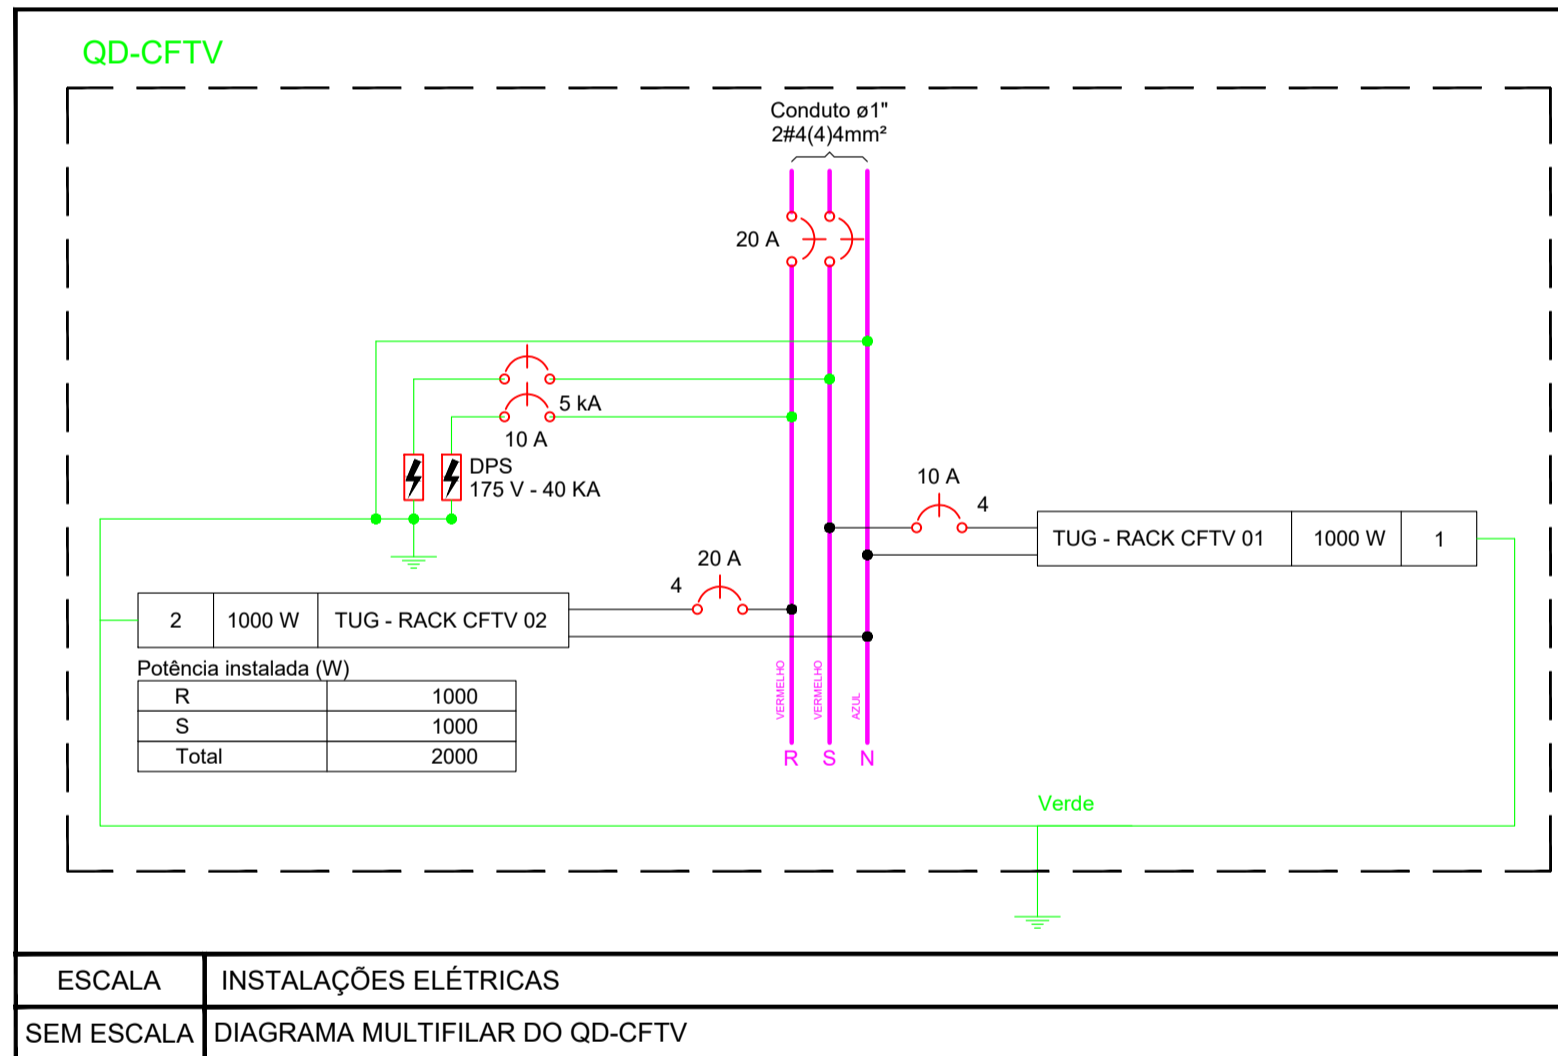 QD-CFTV
Conduto ø1"
2#4(4)4mm²
20 A
5 kA
10 A
DPS
175 V - 40 KA
10 A
4
TUG - RACK CFTV 01 1000 W 1
20 A
4
2 1000 W TUG - RACK CFTV 02
Potência instalada (W)
R 1000
S 1000
Total 2000
VERMELHO
VERMELHO
AZUL
R S N
Verde
ESCALA INSTALAÇÕES ELÉTRICAS
SEM ESCALA DIAGRAMA MULTIFILAR DO QD-CFTV